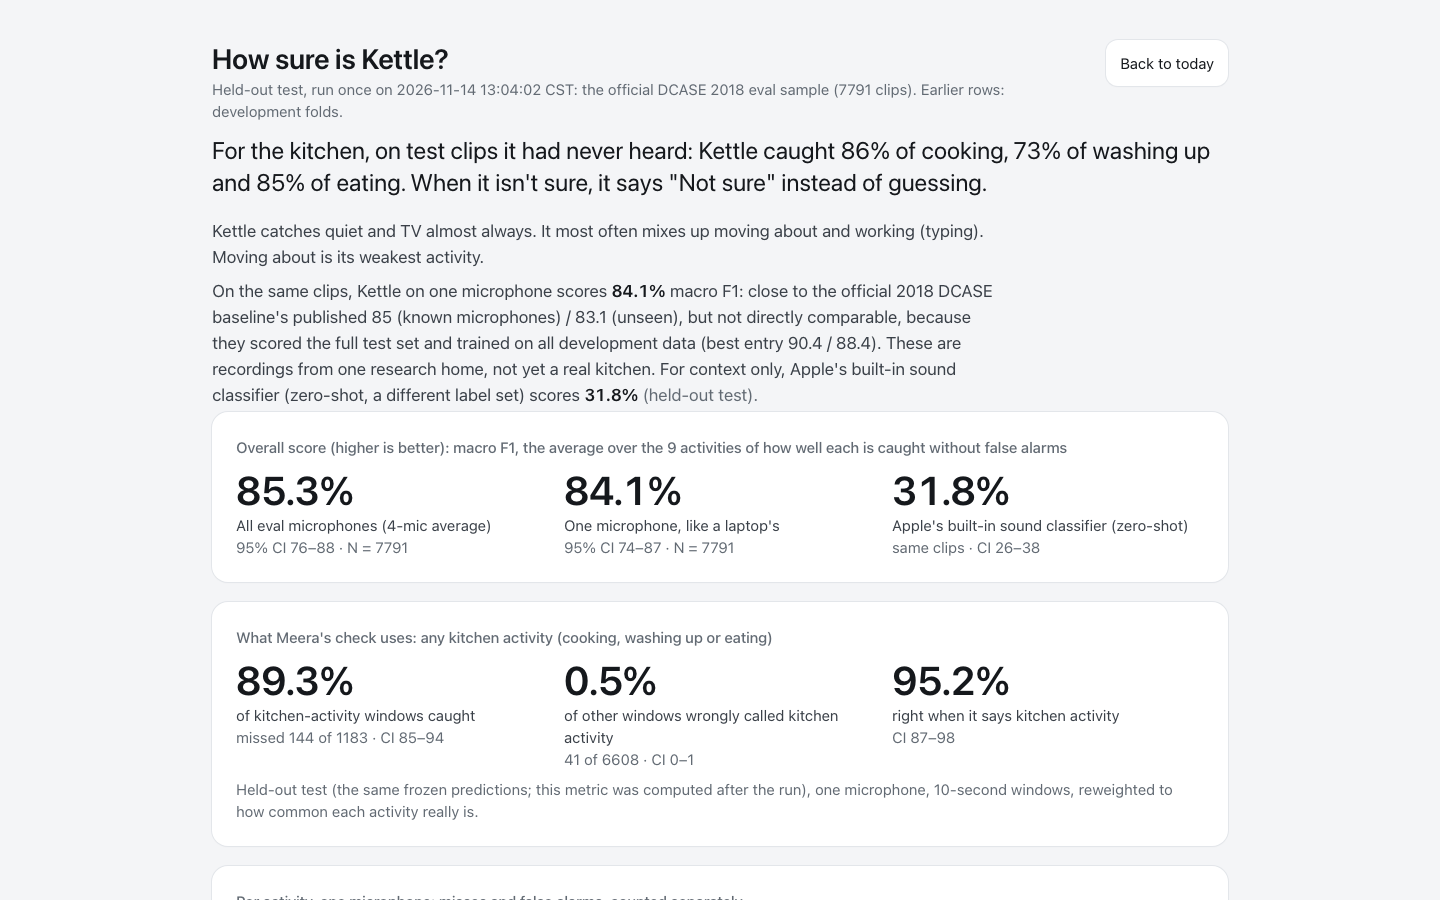 How sure is Kettle?
Back to today
Held-out test, run once on 2026-11-14 13:04:02 CST: the official DCASE 2018 eval sample (7791 clips). Earlier rows:
development folds.
For the kitchen, on test clips it had never heard: Kettle caught 86% of cooking, 73% of washing up
and 85% of eating. When it isn't sure, it says "Not sure" instead of guessing.
Kettle catches quiet and TV almost always. It most often mixes up moving about and working (typing).
Moving about is its weakest activity.
On the same clips, Kettle on one microphone scores 84.1% macro F1: close to the official 2018 DCASE
baseline's published 85 (known microphones) / 83.1 (unseen), but not directly comparable, because
they scored the full test set and trained on all development data (best entry 90.4 / 88.4). These are
recordings from one research home, not yet a real kitchen. For context only, Apple's built-in sound
classifier (zero-shot, a different label set) scores 31.8% (held-out test).
Overall score (higher is better): macro F1, the average over the 9 activities of how well each is caught without false alarms
85.3%
All eval microphones (4-mic average)
95% CI 76–88 · N = 7791
84.1%
One microphone, like a laptop's
95% CI 74–87 · N = 7791
31.8%
Apple's built-in sound classifier (zero-shot)
same clips · CI 26–38
What Meera's check uses: any kitchen activity (cooking, washing up or eating)
89.3%
of kitchen-activity windows caught
missed 144 of 1183 · CI 85–94
0.5%
of other windows wrongly called kitchen
activity
41 of 6608 · CI 0–1
95.2%
right when it says kitchen activity
CI 87–98
Held-out test (the same frozen predictions; this metric was computed after the run), one microphone, 10-second windows, reweighted to
how common each activity really is.